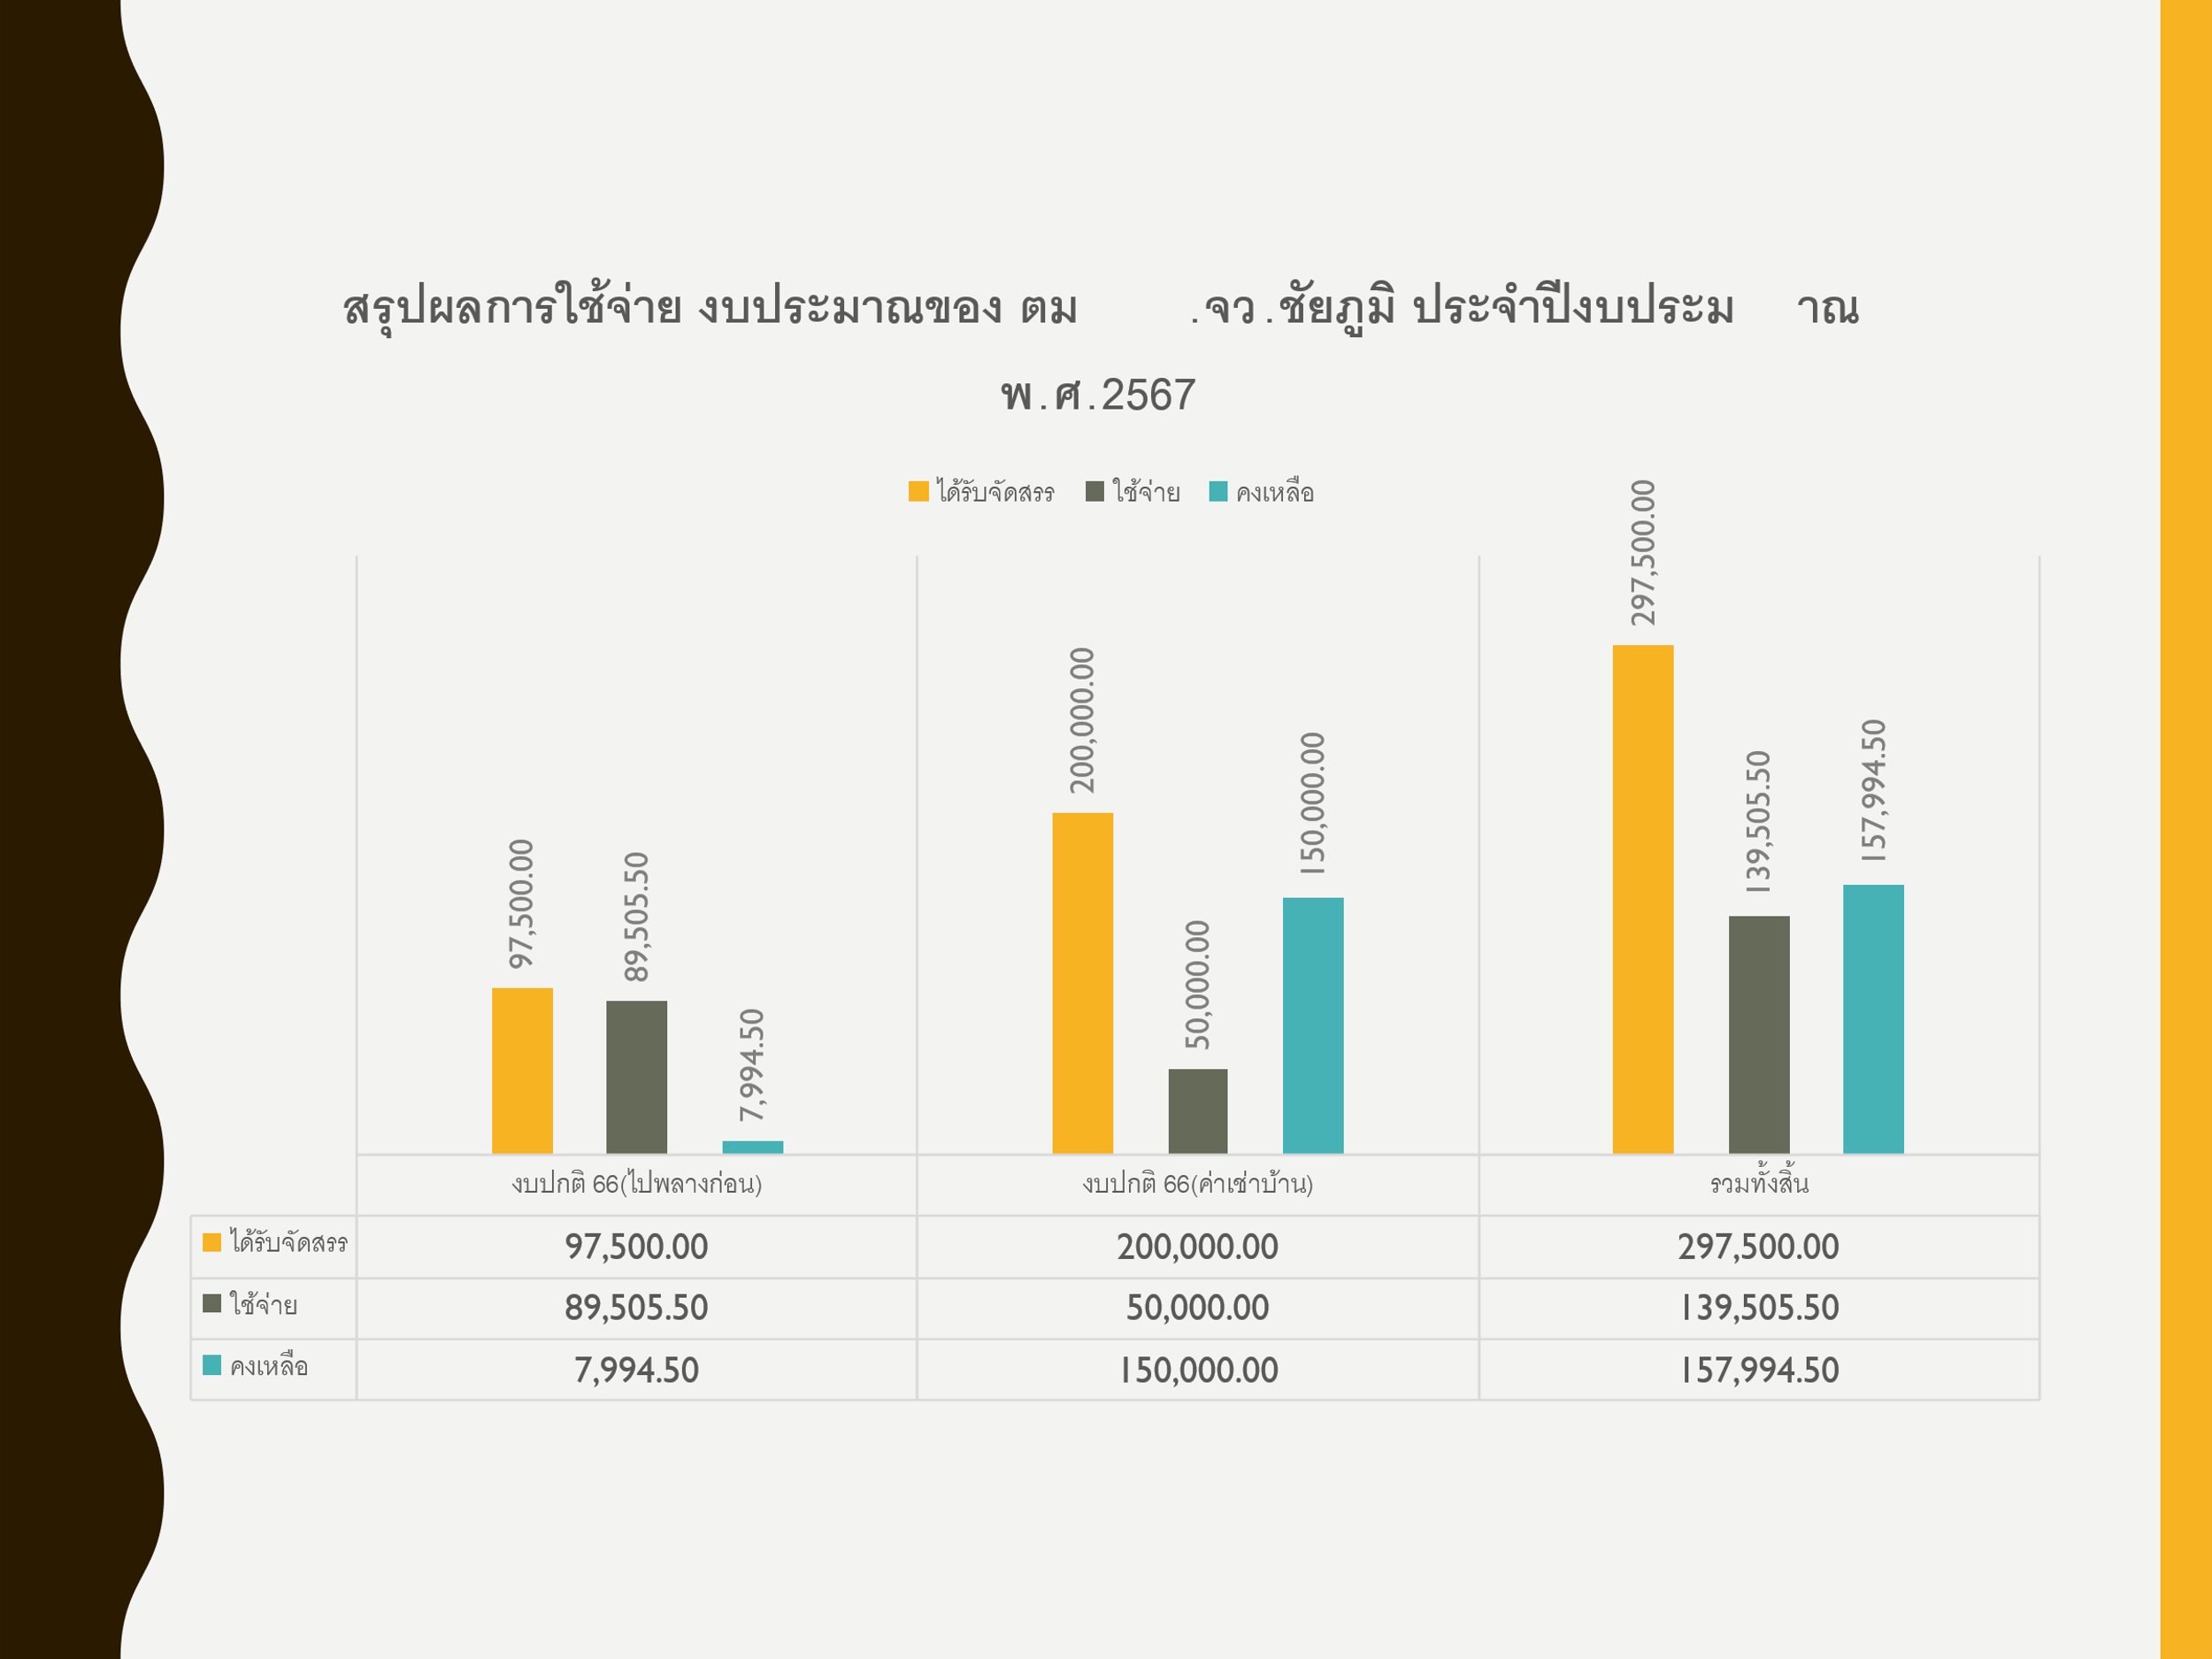 สรุปผลการใช้จ่าย งบประมาณของ ตม .จว.ชัยภูมิ ประจำปีงบประม าณ
พ.ศ.2567
ได้รับจัดสรร ใช้จ่าย คงเหลือ
97,500.00 89,505.50 7,994.50 200,000.00 50,000.00 150,000.00 297,500.00 139,505.50 157,994.50
งบปกติ 66(ไปพลางก่อน) งบปกติ 66(ค่าเช่าบ้าน) รวมทั้งสิ้น
ได้รับจัดสรร 97,500.00 200,000.00 297,500.00
ใช้จ่าย 89,505.50 50,000.00 139,505.50
คงเหลือ 7,994.50 150,000.00 157,994.50